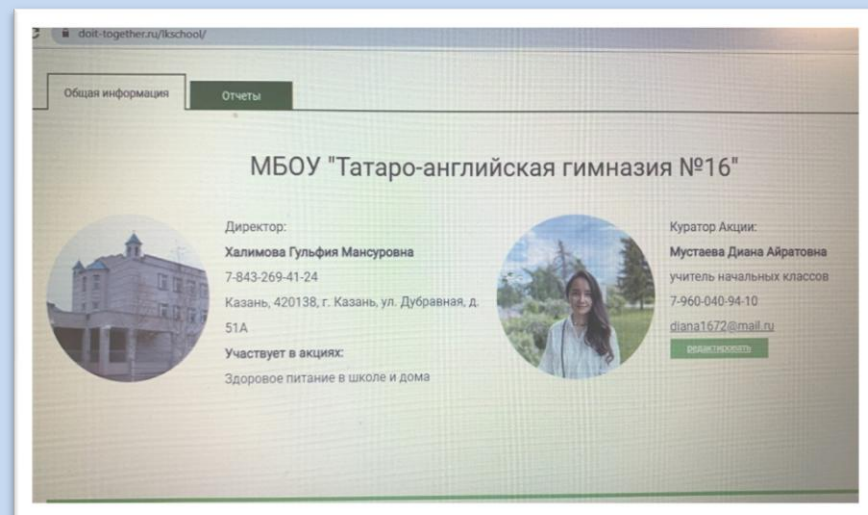 doit-together.ru/lkschool/
Общая информация
Отчеты
МБОУ "Татаро-английская гимназия №16"
Директор:
Халимова Гульфия Мансуровна
7-843-269-41-24
Казань, 420138, г. Казань, ул. Дубравная, д.
51А
Участвует в акциях:
Здоровое питание в школе и дома
Куратор Акции:
Мустаева Диана Айратовна
учитель начальных классов
7-960-040-94-10
diana1672@mail.ru
редактировать